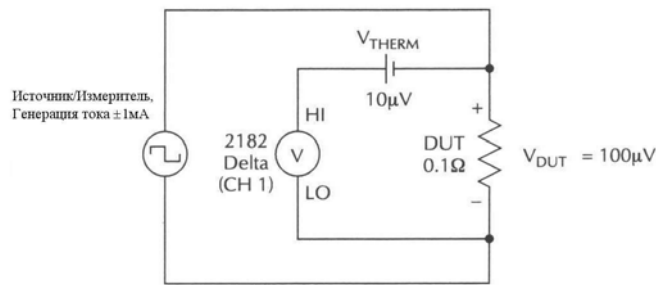 V_THERM
Источник/Измеритель,
Генерация тока ±1мА
10μV
HI
2182
Delta
(CH 1)
V
LO
+
DUT
0.1Ω
−
V_DUT = 100μV